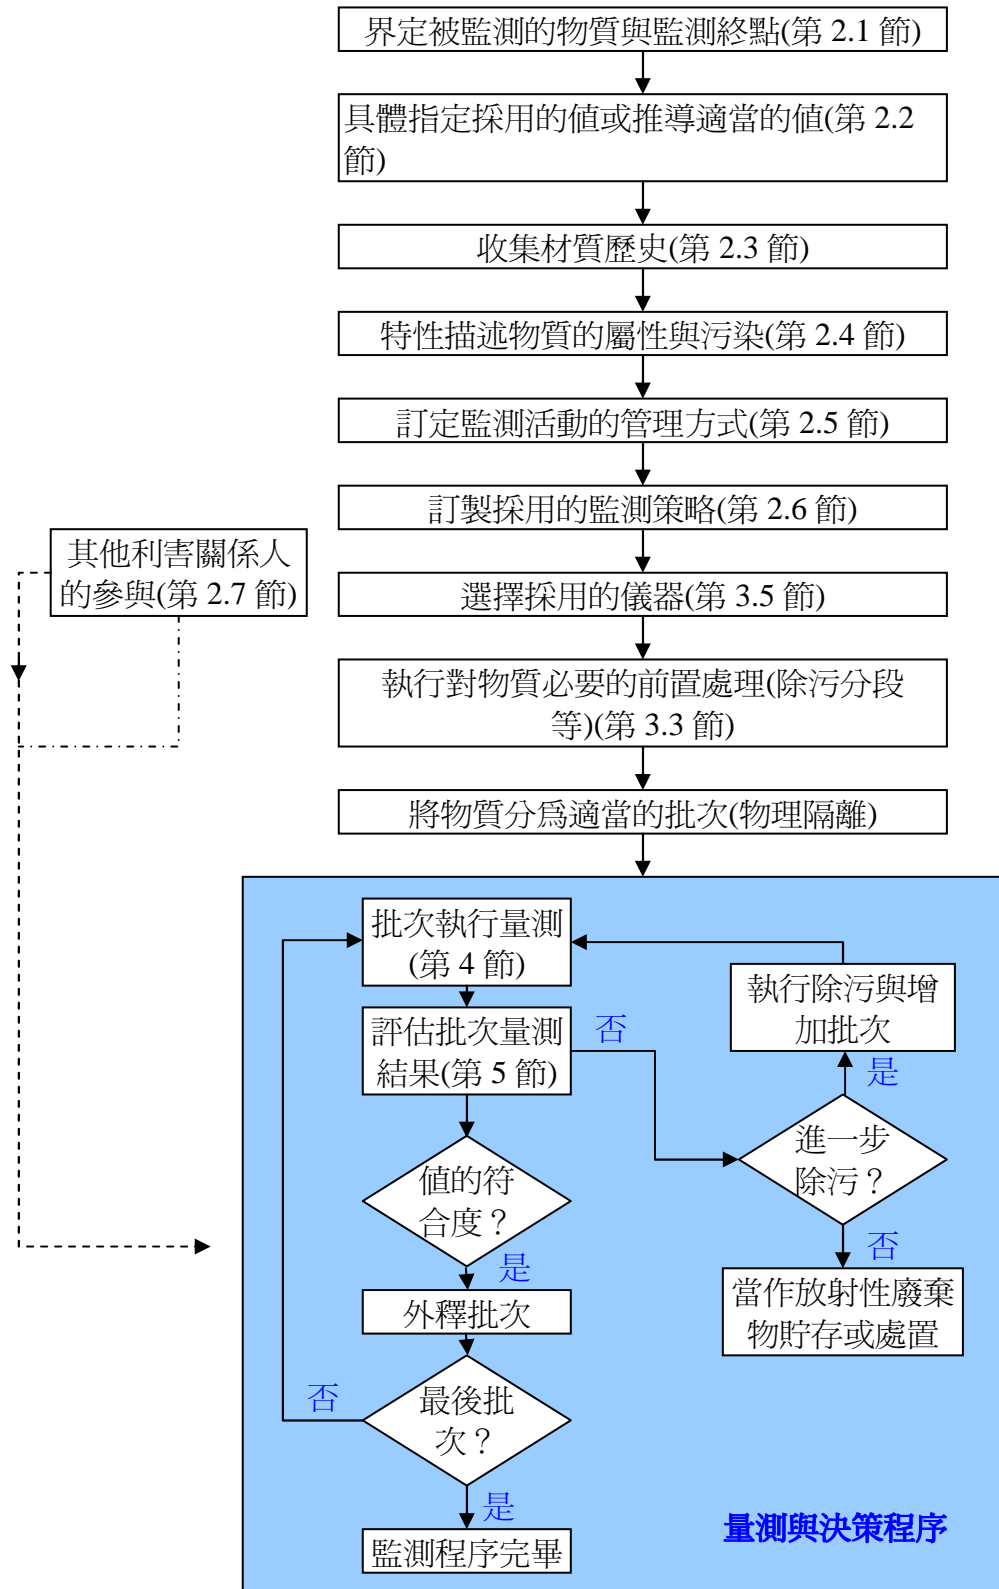 界定被監測的物質與監測終點(第 2.1 節)
具體指定採用的值或推導適當的值(第 2.2
節)
收集材質歷史(第 2.3 節)
特性描述物質的屬性與污染(第 2.4 節)
訂定監測活動的管理方式(第 2.5 節)
訂製採用的監測策略(第 2.6 節)
其他利害關係人
的參與(第 2.7 節)
選擇採用的儀器(第 3.5 節)
執行對物質必要的前置處理(除污分段
等)(第 3.3 節)
將物質分為適當的批次(物理隔離)
批次執行量測
(第 4 節)
評估批次量測
結果(第 5 節)
否
執行除污與增
加批次
是
進一步
除污？
否
當作放射性廢棄
物貯存或處置
值的符
合度？
是
外釋批次
最後批
次？
否
是
監測程序完畢
量測與決策程序